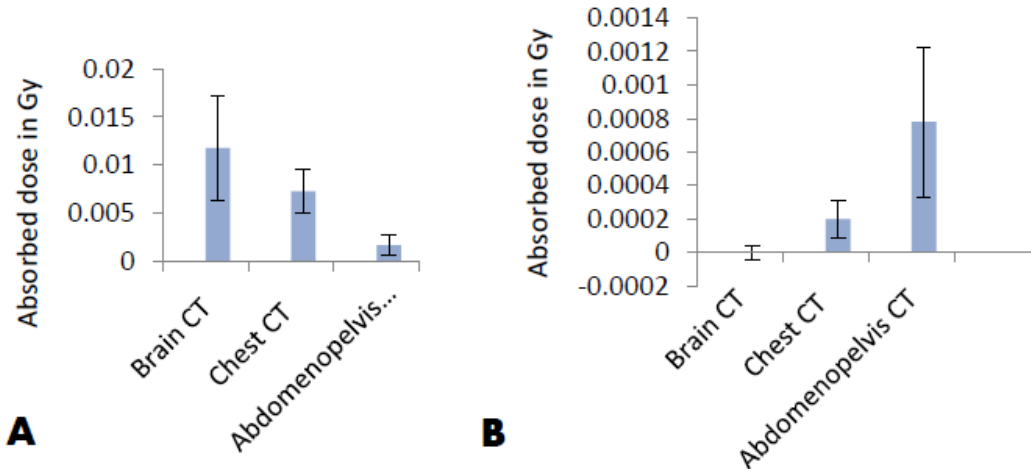 Absorbed dose in Gy
0.02
0.015
0.01
0.005
0
Brain CT
Chest CT
Abdomenopelvis...
A
Absorbed dose in Gy
0.0014
0.0012
0.001
0.0008
0.0006
0.0004
0.0002
0
-0.0002
Brain CT
Chest CT
Abdomenopelvis CT
B